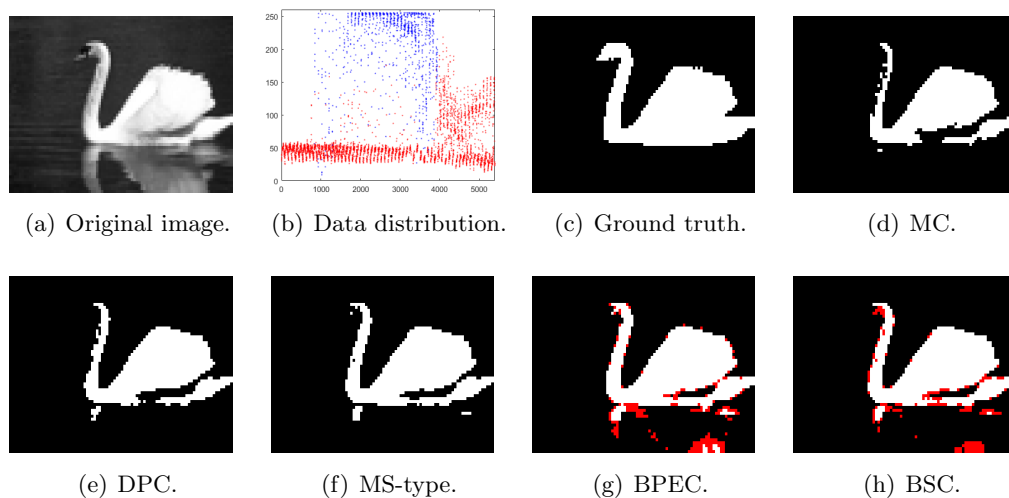 250
200
150
100
50
0
0 1000 2000 3000 4000 5000
(a) Original image. (b) Data distribution. (c) Ground truth. (d) MC.
(e) DPC. (f) MS-type. (g) BPEC. (h) BSC.